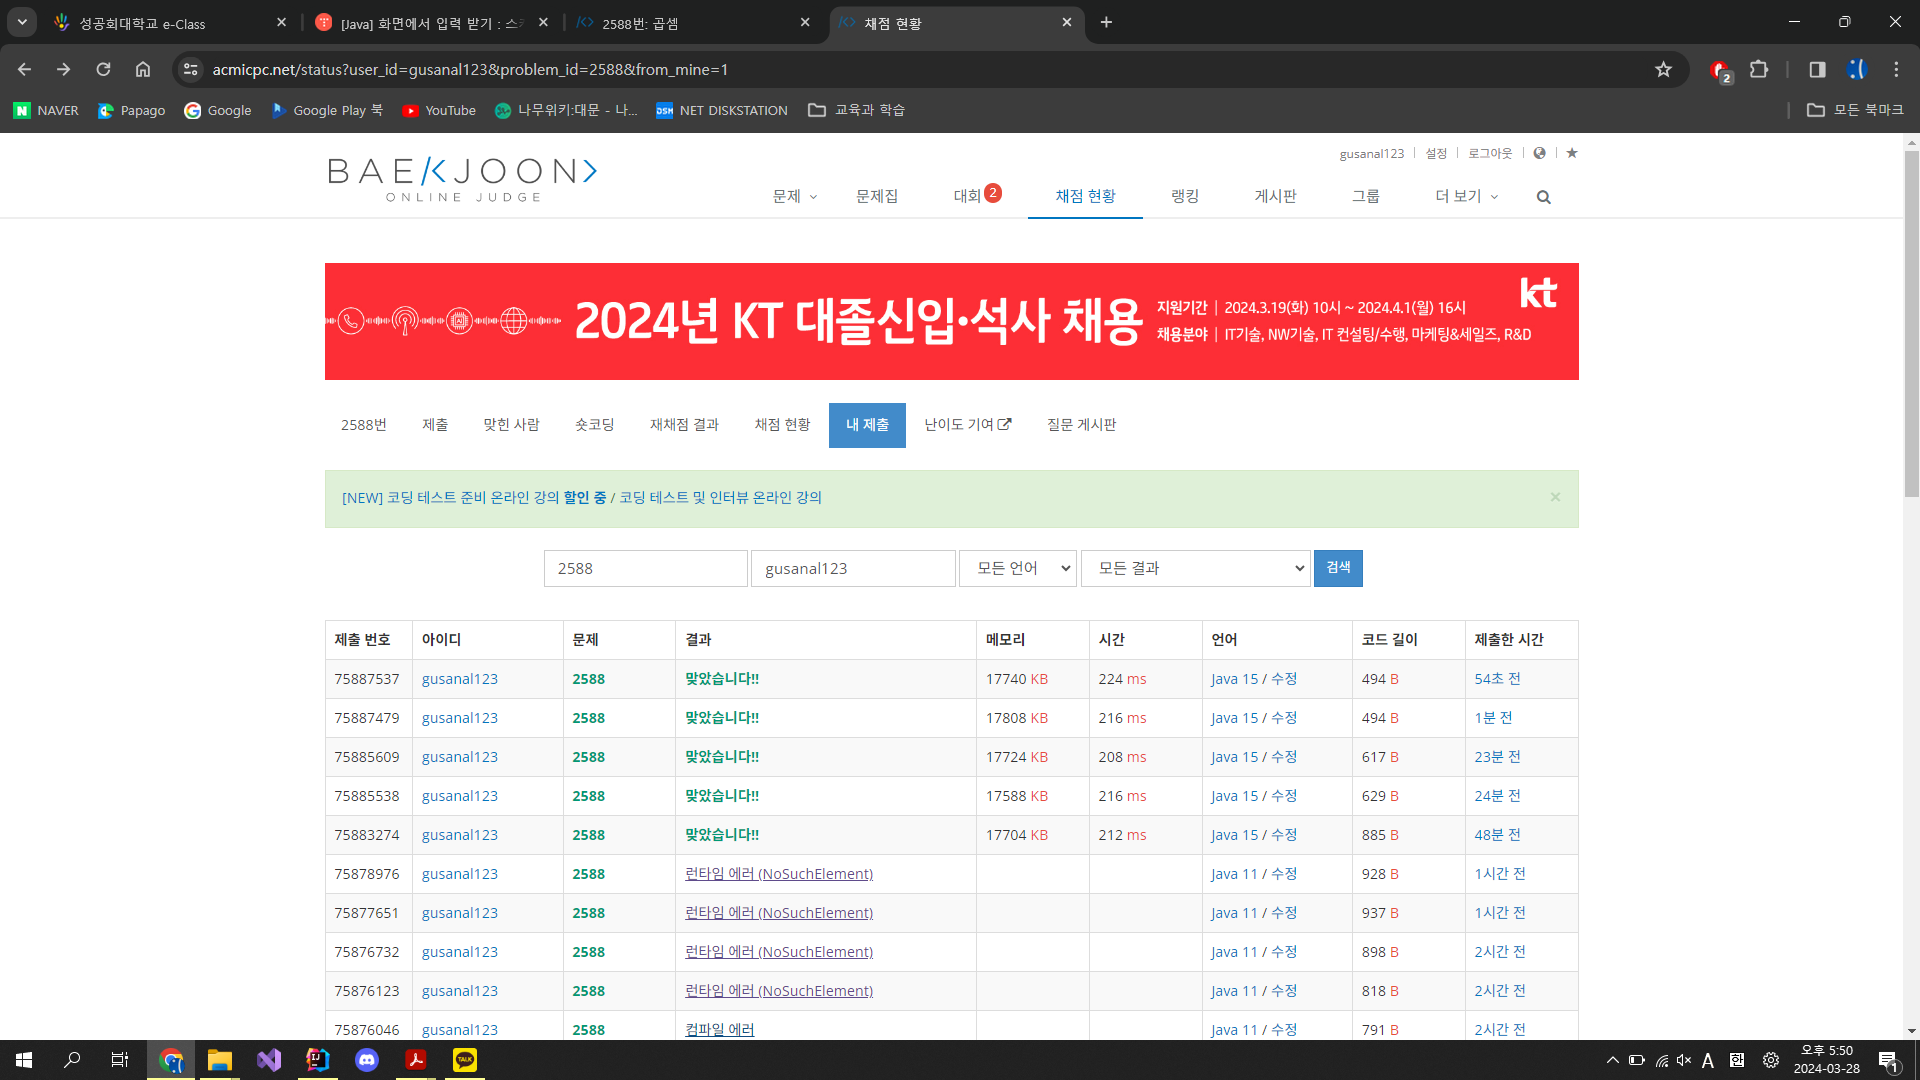 성공회대학교 e-Class
[Java] 화면에서 입력 받기 : 스
2588번: 곱셈
채점 현황
acmicpc.net/status?user_id=gusanal123&problem_id=2588&from_mine=1
2
NAVER
Papago
Google
Google Play 북
YouTube
나무위키:대문 - 나...
DSM
NET DISKSTATION
교육과 학습
모든 북마크
gusanal123 설정 로그아웃
BAEKJOON>
ONLINE JUDGE
문제 문제집 대회 2 채점 현황 랭킹 게시판 그룹 더 보기
2024년 KT 대졸신입·석사 채용
지원기간 | 2024.3.19(화) 10시 ~ 2024.4.1(월) 16시
채용분야 | IT기술, NW기술, IT 컨설팅/수행, 마케팅&세일즈, R&D
kt
2588번 제출 맞힌 사람 숏코딩 재채점 결과 채점 현황 내 제출 난이도 기여 질문 게시판
[NEW] 코딩 테스트 준비 온라인 강의 할인 중 / 코딩 테스트 및 인터뷰 온라인 강의
×
2588 gusanal123 모든 언어 모든 결과 검색
제출 번호 아이디 문제 결과 메모리 시간 언어 코드 길이 제출한 시간
75887537 gusanal123 2588 맞았습니다!! 17740 KB 224 ms Java 15 / 수정 494 B 54초 전
75887479 gusanal123 2588 맞았습니다!! 17808 KB 216 ms Java 15 / 수정 494 B 1분 전
75885609 gusanal123 2588 맞았습니다!! 17724 KB 208 ms Java 15 / 수정 617 B 23분 전
75885538 gusanal123 2588 맞았습니다!! 17588 KB 216 ms Java 15 / 수정 629 B 24분 전
75883274 gusanal123 2588 맞았습니다!! 17704 KB 212 ms Java 15 / 수정 885 B 48분 전
75878976 gusanal123 2588 런타임 에러 (NoSuchElement) Java 11 / 수정 928 B 1시간 전
75877651 gusanal123 2588 런타임 에러 (NoSuchElement) Java 11 / 수정 937 B 1시간 전
75876732 gusanal123 2588 런타임 에러 (NoSuchElement) Java 11 / 수정 898 B 2시간 전
75876123 gusanal123 2588 런타임 에러 (NoSuchElement) Java 11 / 수정 818 B 2시간 전
75876046 gusanal123 2588 컴파일 에러 Java 11 / 수정 791 B 2시간 전
TALK
A
오후 5:50
2024-03-28
1